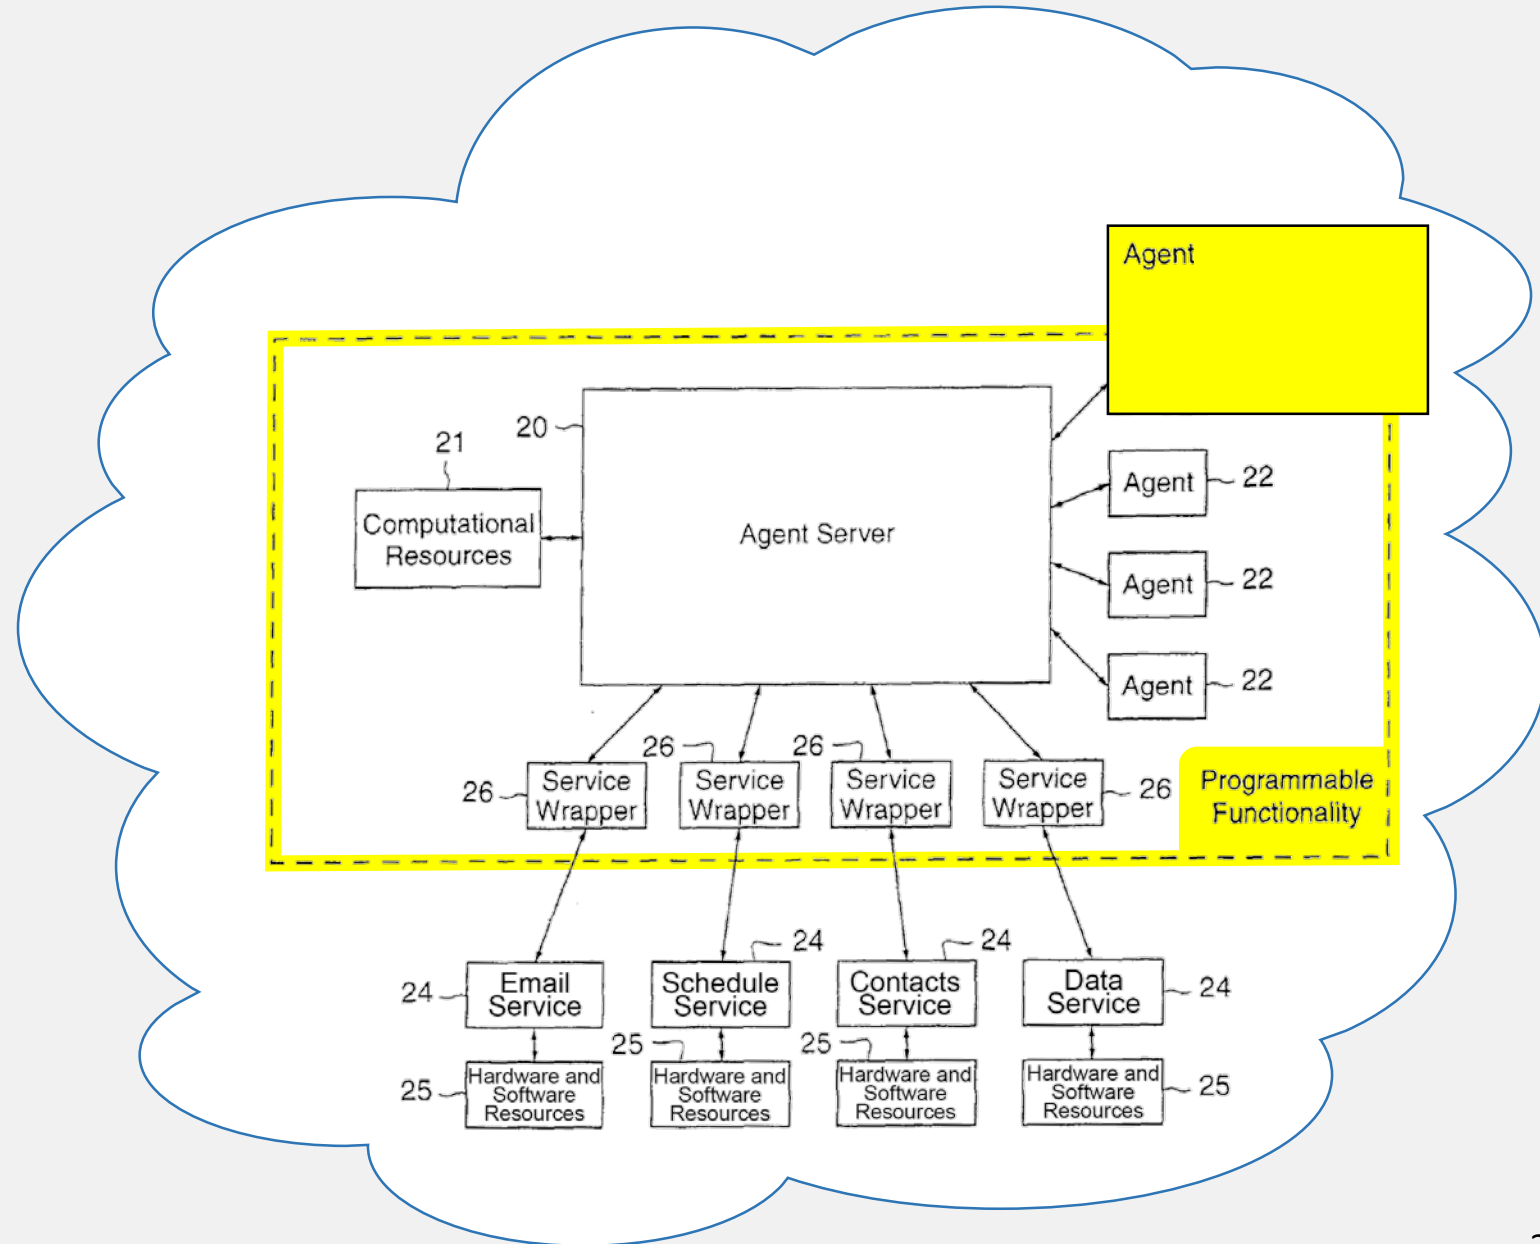 Agent
20
21
Computational
Resources
Agent Server
Agent
22
Agent
22
Agent
22
26
Service
Wrapper
26
Service
Wrapper
26
Service
Wrapper
Service
Wrapper
26
Programmable
Functionality
24
Email
Service
24
Schedule
Service
24
Contacts
Service
Data
Service
24
25
Hardware and
Software
Resources
25
Hardware and
Software
Resources
25
Hardware and
Software
Resources
Hardware and
Software
Resources
25